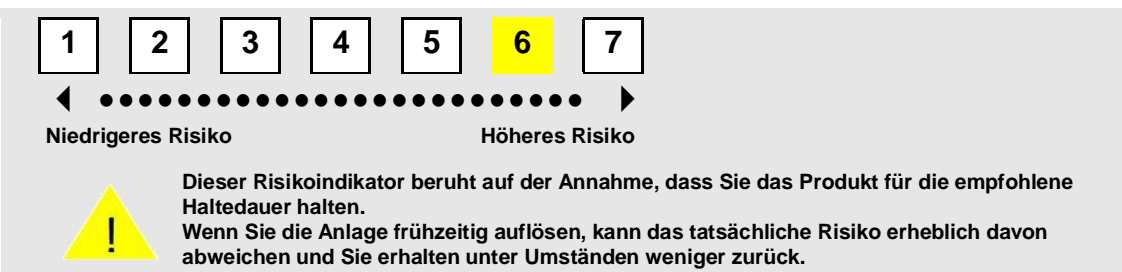 1 2 3 4 5 6 7
Niedrigeres Risiko Höheres Risiko
Dieser Risikoindikator beruht auf der Annahme, dass Sie das Produkt für die empfohlene
Haltedauer halten.
Wenn Sie die Anlage frühzeitig auflösen, kann das tatsächliche Risiko erheblich davon
abweichen und Sie erhalten unter Umständen weniger zurück.
!